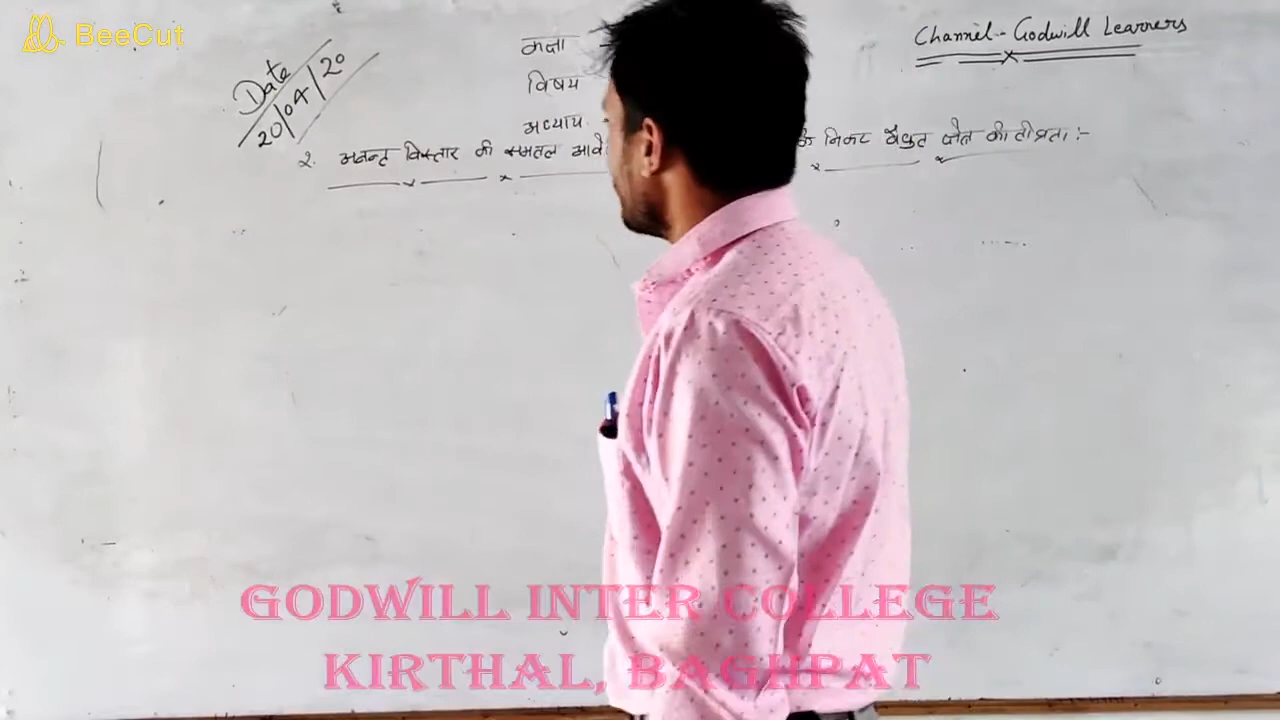 BeeCut
Channel - Godwill Learners
Date
20/04/20
कक्षा
विषय
अध्याय
2. अनन्त विस्तार की समतल आवे के निकट वैद्युत क्षेत्र की तीव्रता :-
GODWILL INTER COLLEGE
KIRTHAL, BAGHPAT